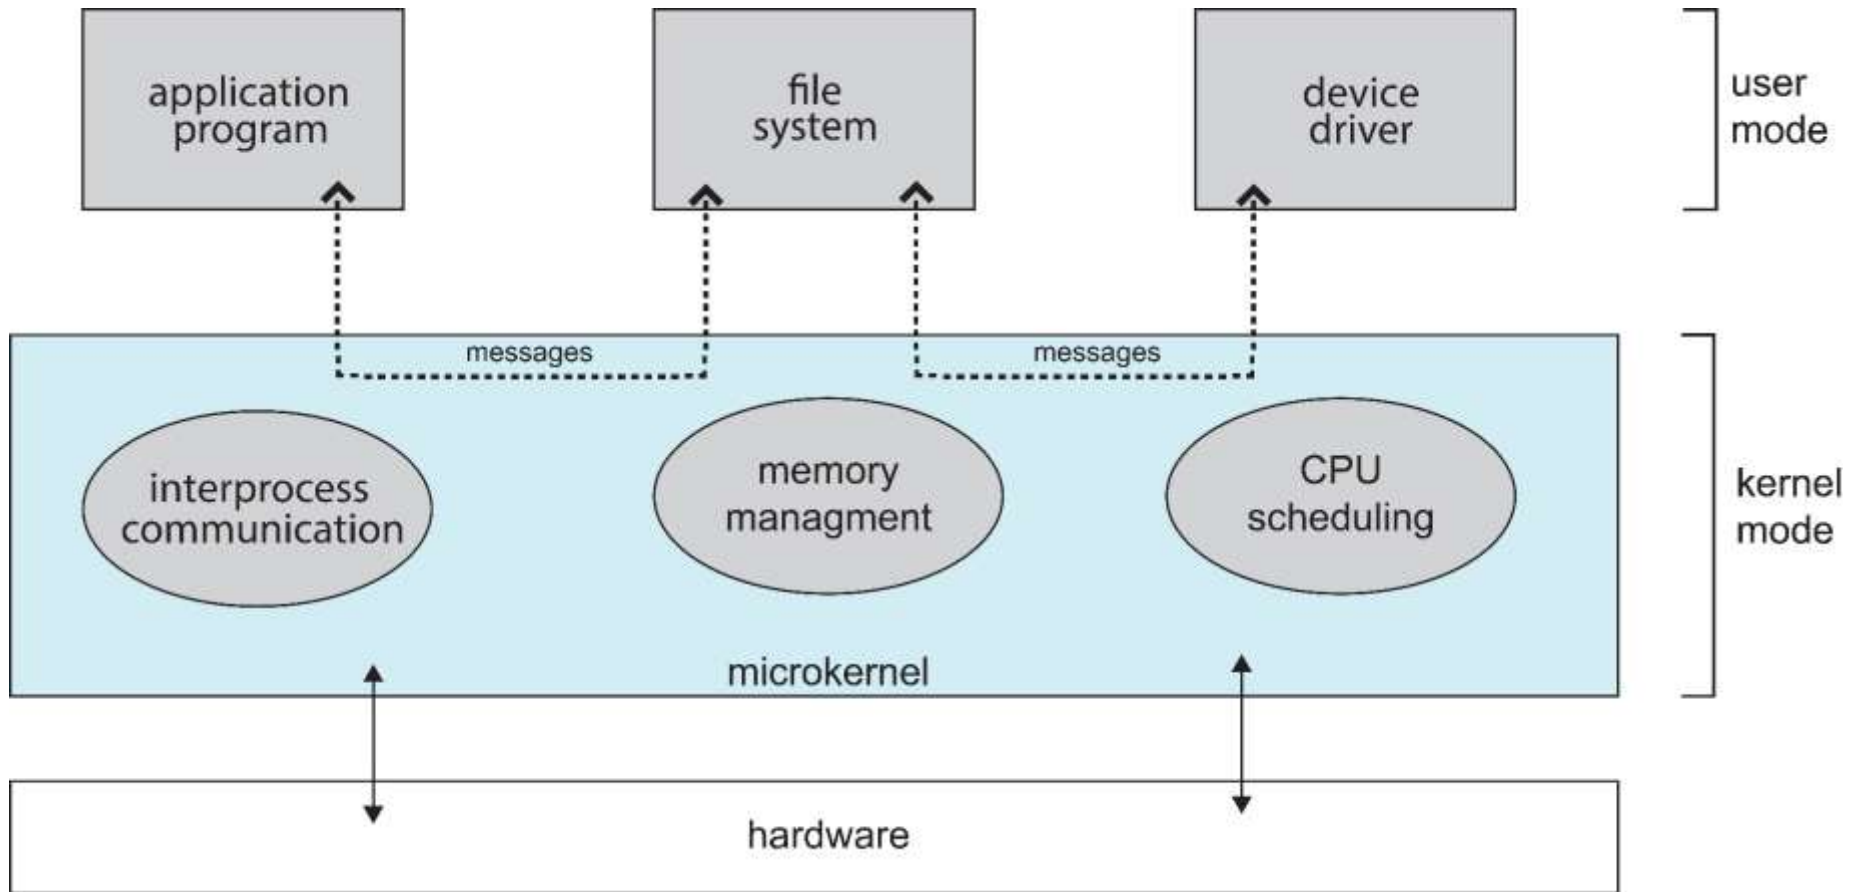 application
program
file
system
device
driver
user
mode
messages
messages
interprocess
communication
memory
managment
CPU
scheduling
kernel
mode
microkernel
hardware